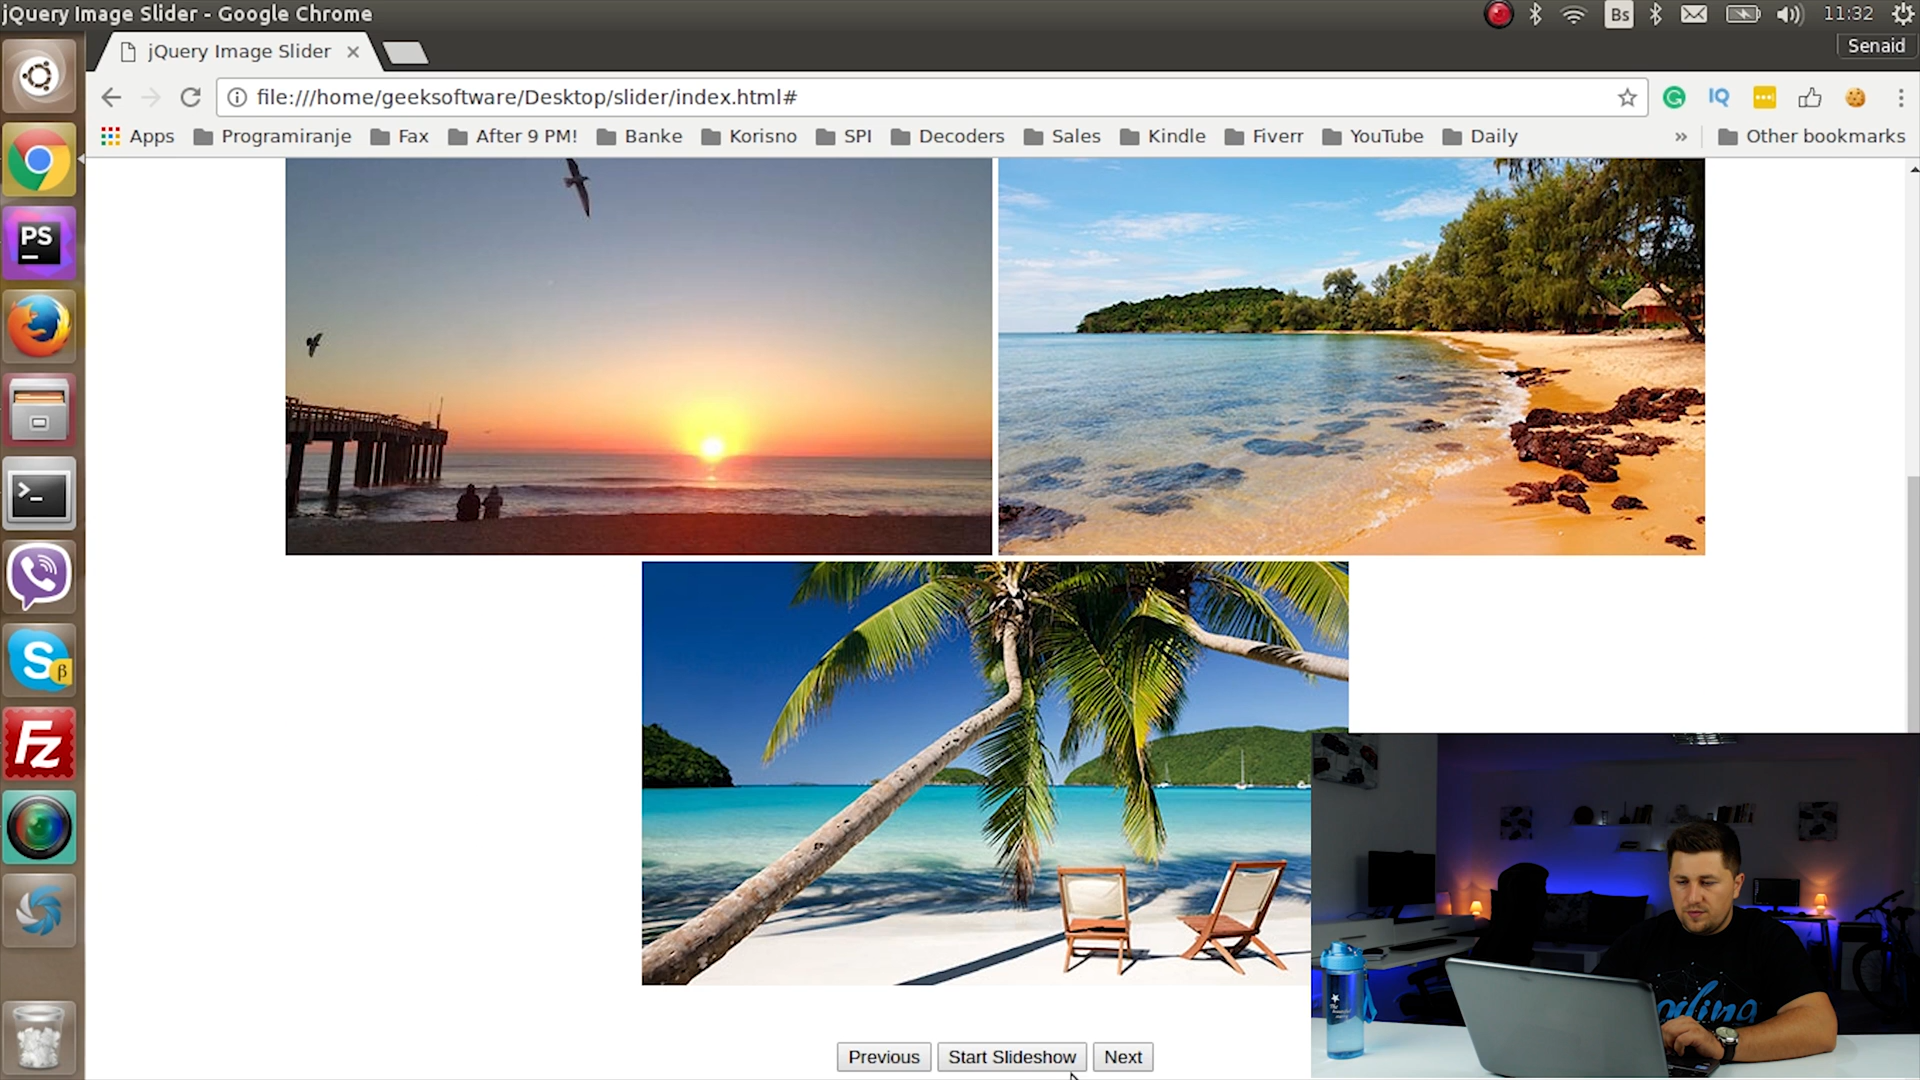 jQuery Image Slider - Google Chrome
Bs
11:32
jQuery Image Slider
Senaid
file:///home/geeksoftware/Desktop/slider/index.html#
IQ
Apps
Programiranje
Fax
After 9 PM!
Banke
Korisno
SPI
Decoders
Sales
Kindle
Fiverr
YouTube
Daily
»
Other bookmarks
PS
>_
S
β
Fz
Previous
Start Slideshow
Next